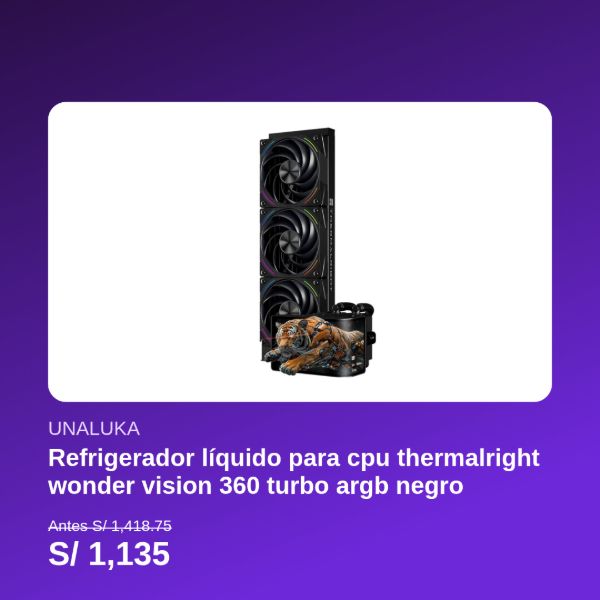 UNALUKA
Refrigerador líquido para cpu thermalright
wonder vision 360 turbo argb negro
Antes S/ 1,418.75
S/ 1,135